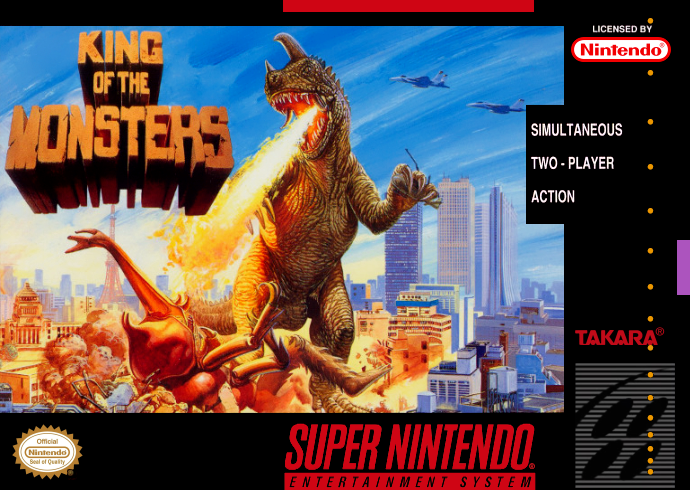 KING
OF THE
MONSTERS
LICENSED BY
Nintendo®
SIMULTANEOUS
TWO - PLAYER
ACTION
TAKARA®
Official
Nintendo
Seal of Quality
SUPER NINTENDO®
ENTERTAINMENT SYSTEM